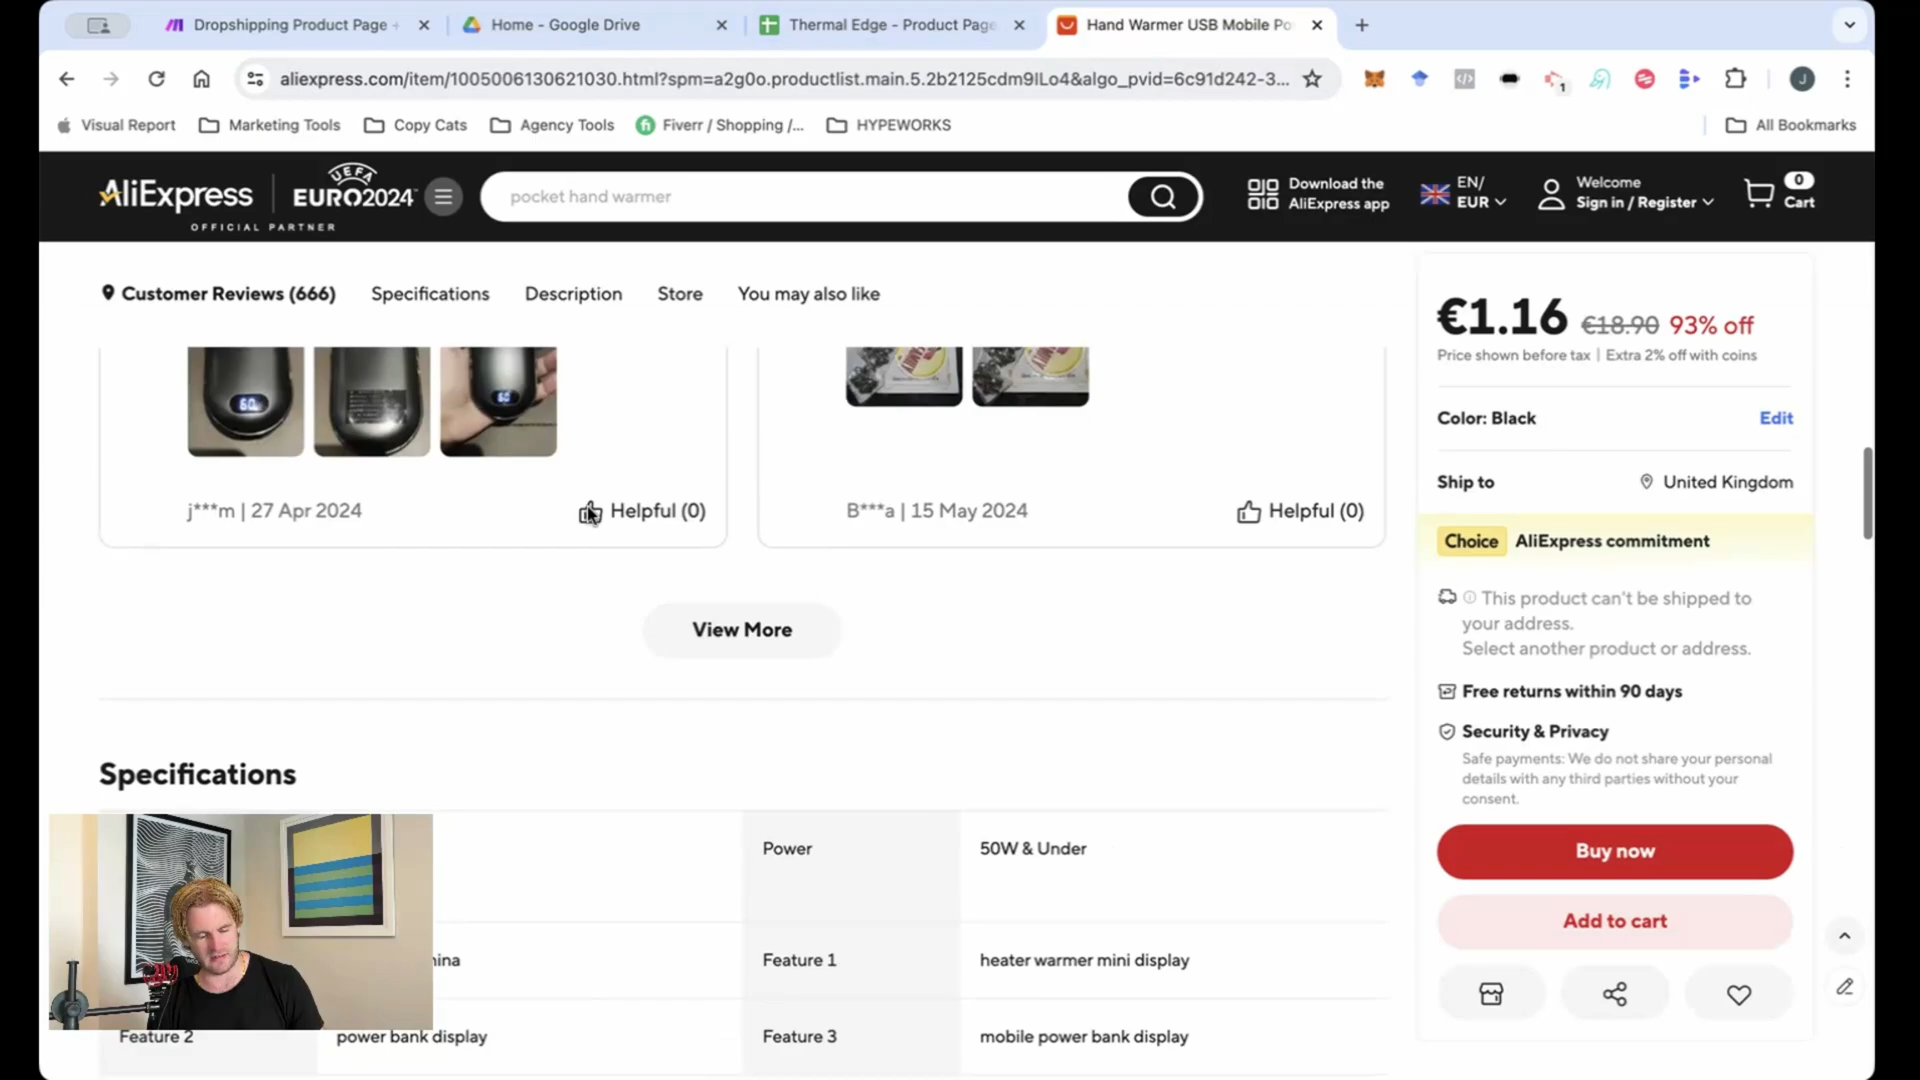 Dropshipping Product Page +
Home - Google Drive
Thermal Edge - Product Page
Hand Warmer USB Mobile Po
aliexpress.com/item/1005006130621030.html?spm=a2g0o.productlist.main.5.2b2125cdm9lLo4&algo_pvid=6c91d242-3...
1
J
Visual Report
Marketing Tools
Copy Cats
Agency Tools
Fiverr / Shopping /...
HYPEWORKS
All Bookmarks
AliExpress
UEFA
EURO2024
OFFICIAL PARTNER
pocket hand warmer
Download the
AliExpress app
EN/
EUR
Welcome
Sign in / Register
0
Cart
Customer Reviews (666)
Specifications
Description
Store
You may also like
60
60
j***m | 27 Apr 2024
Helpful (0)
B***a | 15 May 2024
Helpful (0)
View More
Specifications
Power
50W & Under
ina
Feature 1
heater warmer mini display
Feature 2
power bank display
Feature 3
mobile power bank display
€1.16 €18.90 93% off
Price shown before tax | Extra 2% off with coins
Color: Black
Edit
Ship to
United Kingdom
Choice AliExpress commitment
This product can't be shipped to
your address.
Select another product or address.
Free returns within 90 days
Security & Privacy
Safe payments: We do not share your personal
details with any third parties without your
consent.
Buy now
Add to cart